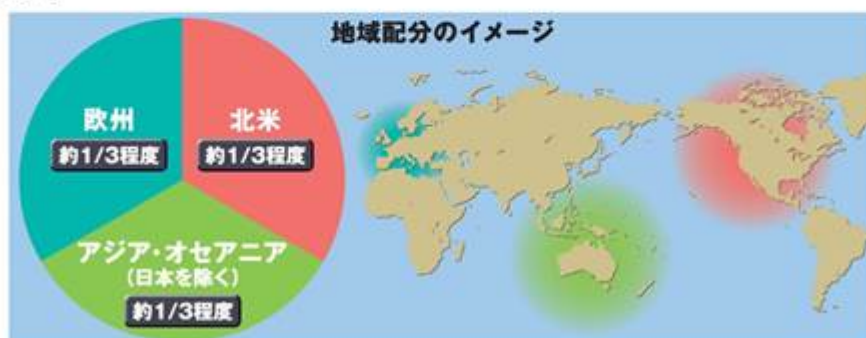 地域配分のイメージ
欧州
約1/3程度
北米
約1/3程度
アジア・オセアニア
(日本を除く)
約1/3程度